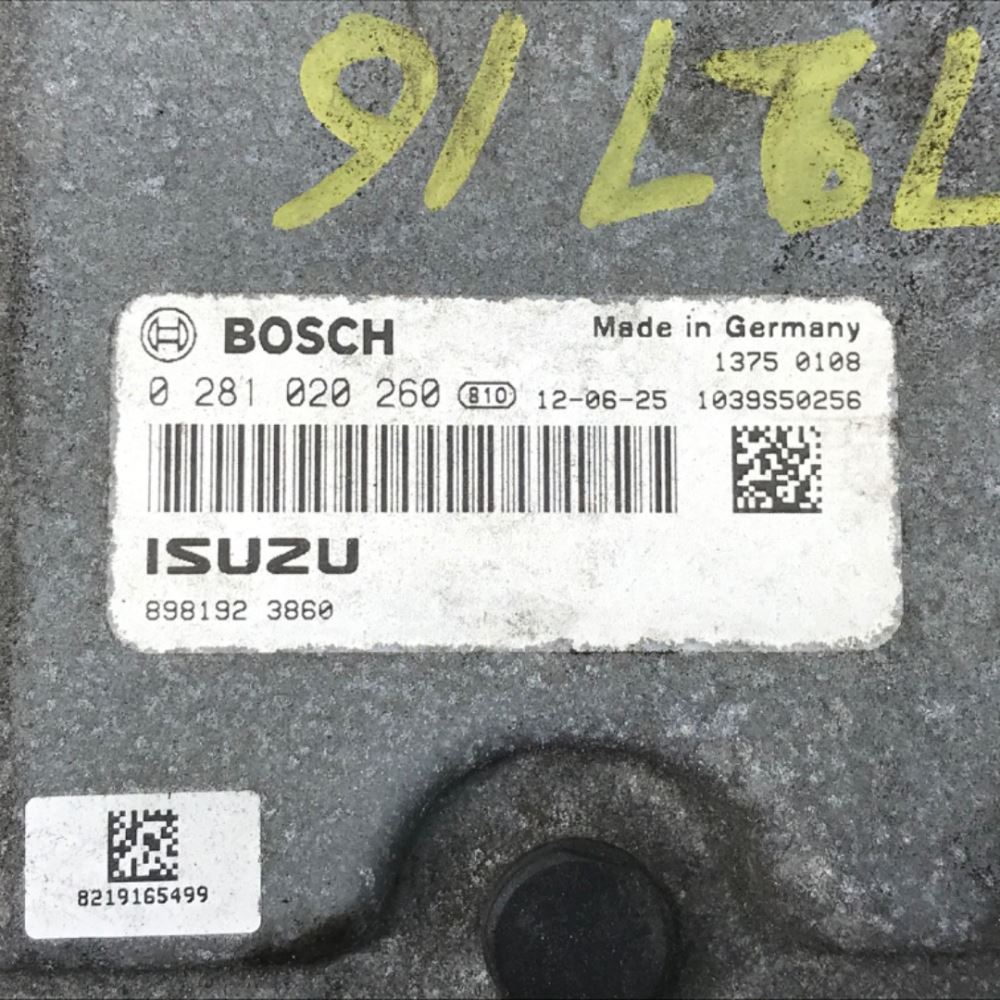 BOSCH
Made in Germany
1375 0108
0 281 020 260 810 12-06-25 1039S50256
ISUZU
898192 3860
8219165499